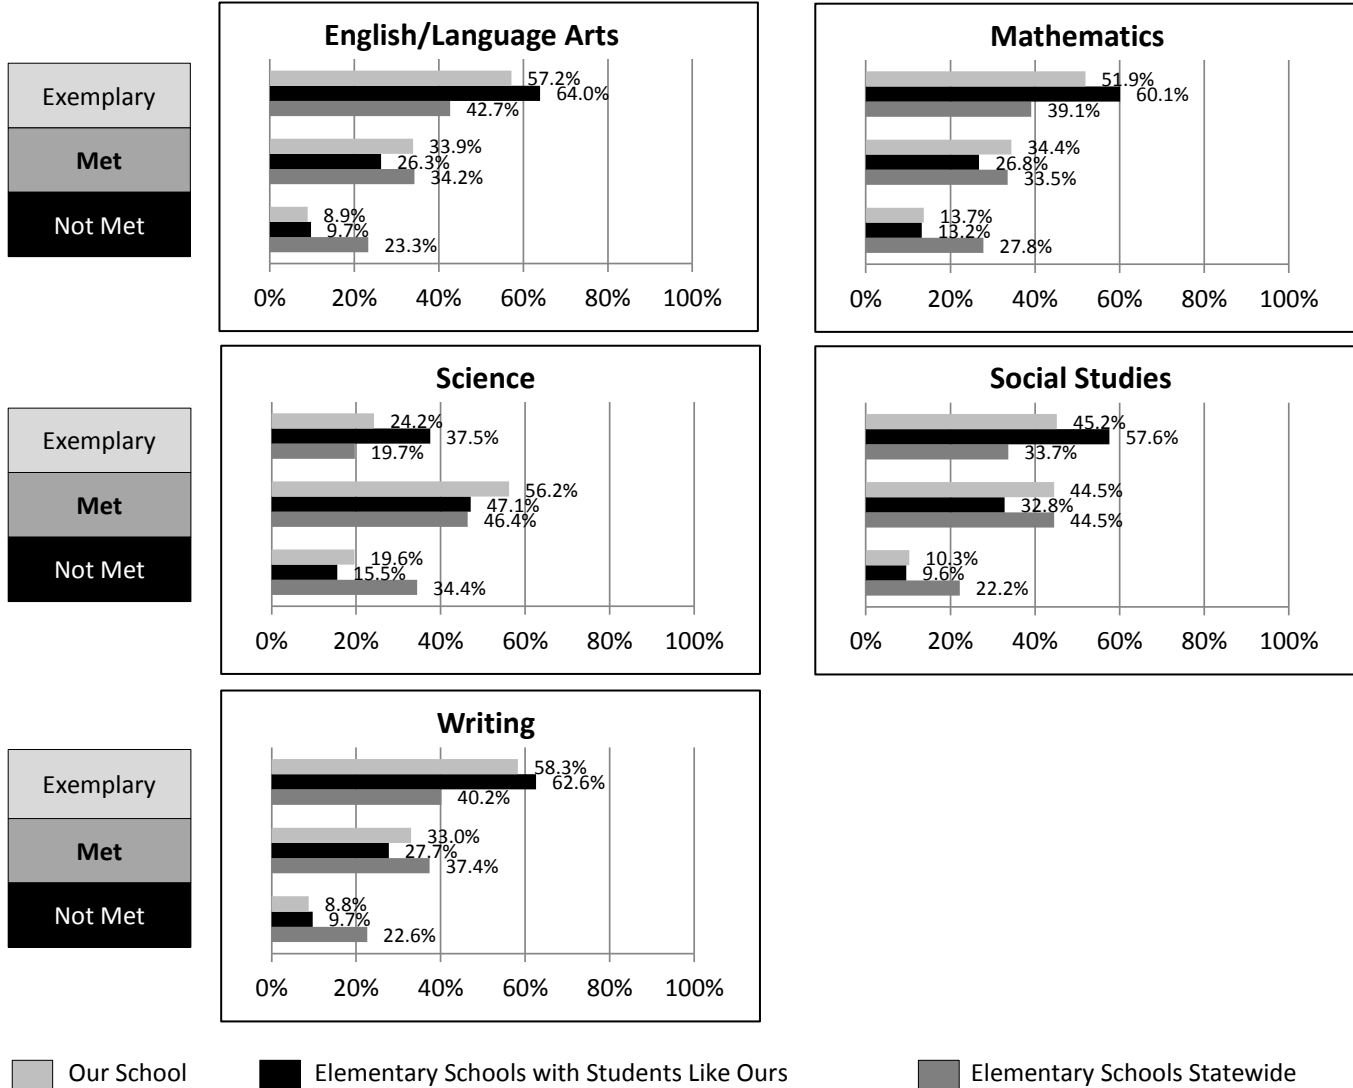 English/Language Arts
Exemplary
Met
Not Met
57.2%
64.0%
42.7%
33.9%
26.3%
34.2%
8.9%
9.7%
23.3%
0% 20% 40% 60% 80% 100%
Mathematics
51.9%
60.1%
39.1%
34.4%
26.8%
33.5%
13.7%
13.2%
27.8%
0% 20% 40% 60% 80% 100%
Science
Exemplary
Met
Not Met
24.2%
37.5%
19.7%
56.2%
47.1%
46.4%
19.6%
15.5%
34.4%
0% 20% 40% 60% 80% 100%
Social Studies
45.2%
57.6%
33.7%
44.5%
32.8%
44.5%
10.3%
9.6%
22.2%
0% 20% 40% 60% 80% 100%
Writing
Exemplary
Met
Not Met
58.3%
62.6%
40.2%
33.0%
27.7%
37.4%
8.8%
9.7%
22.6%
0% 20% 40% 60% 80% 100%
Our School
Elementary Schools with Students Like Ours
Elementary Schools Statewide